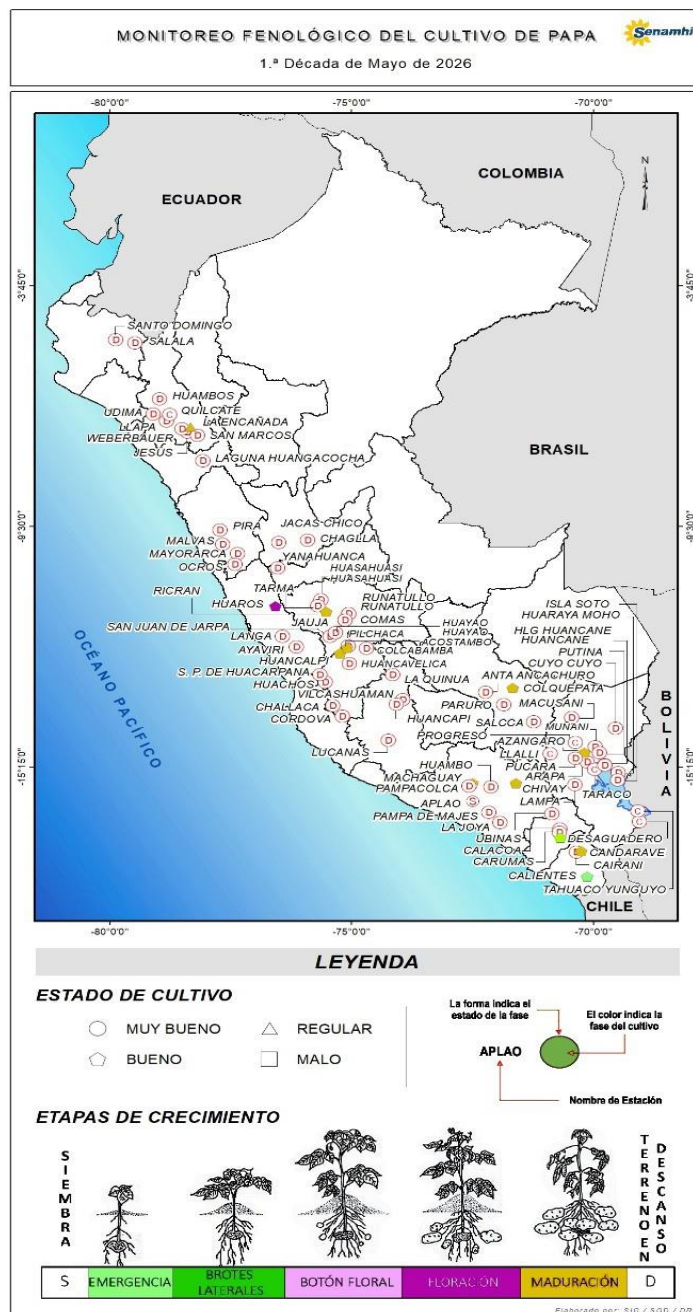 MONITOREO FENOLÓGICO DEL CULTIVO DE PAPA
Senamhi
1.ª Década de Mayo de 2026
-80°0'0"
-75°0'0"
-70°0'0"
ECUADOR
COLOMBIA
N
-3°45'0"
-3°45'0"
SANTO DOMINGO
SALALA
HUAMBOS
UDIMA
QUILCATE
LLAPA
LA ENCAÑADA
WEBERBAUER
SAN MARCOS
JESÚS
LAGUNA HUANGACOCHA
BRASIL
PIRA
JACAS CHICO
MALVAS
CHAGLLA
MAYORARCA
YANAHUANCA
OCROS
HUASAHUASI
HUASAHUASI
TARMA
RICRAN
HUAROS
RUNATULLO
RUNATULLO
ISLA SOTO
JAUJA
COMAS
HUARAYA MOHO
SAN JUAN DE JARPA
HUAYAO
HUAYAO
HLG HUANCANE
HUANCANE
LANGA
PILCHACA
ACOSTAMBO
PUTINA
AYAVIRI
COLCABAMBA
CUYO CUYO
HUANCALPI
HUANCAVELICA
ANTA ANCACHURO
S. P. DE HUACARPANA
LA QUINUA
COLQUEPATA
HUACHOS
MACUSANI
VILCASHUAMAN
PARURO
MUÑANI
CHALLACA
HUANCAPI
SALCCA
CORDOVA
PROGRESO
AZANGARO
LUCANAS
HUAMBO
LLALLI
PUCARA
MACHAGUAY
ARAPA
PAMPACOLCA
CHIVAY
TARACO
APLAO
LAMPA
PAMPA DE MAJES
DESAGUADERO
LA JOYA
UBINAS
CALACOA
CANDARAVE
CARUMAS
CAIRANI
CALIENTES
TAHUACO YUNGUYO
BOLIVIA
CHILE
OCÉANO PACÍFICO
-15°15'0"
-15°15'0"
-80°0'0"
-75°0'0"
-70°0'0"
LEYENDA
ESTADO DE CULTIVO
MUY BUENO
REGULAR
BUENO
MALO
La forma indica el estado de la fase
El color indica la fase del cultivo
APLAO
Nombre de Estación
ETAPAS DE CRECIMIENTO
SIEMBRA
TERRENO EN DESCANSO
S
EMERGENCIA
BROTES LATERALES
BOTÓN FLORAL
FLORACIÓN
MADURACIÓN
D